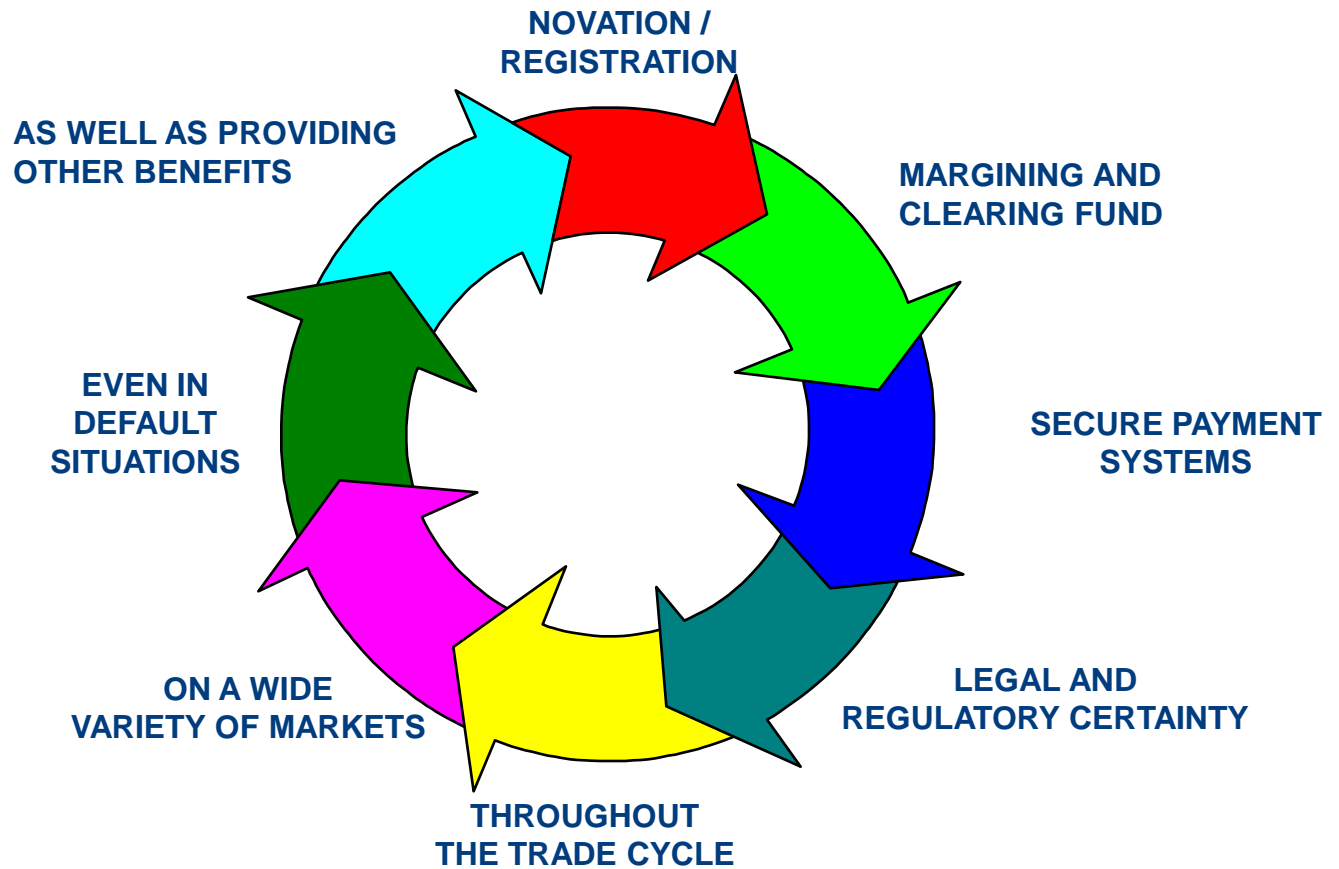 NOVATION /
REGISTRATION
MARGINING AND
CLEARING FUND
SECURE PAYMENT
SYSTEMS
LEGAL AND
REGULATORY CERTAINTY
THROUGHOUT
THE TRADE CYCLE
ON A WIDE
VARIETY OF MARKETS
EVEN IN
DEFAULT
SITUATIONS
AS WELL AS PROVIDING
OTHER BENEFITS